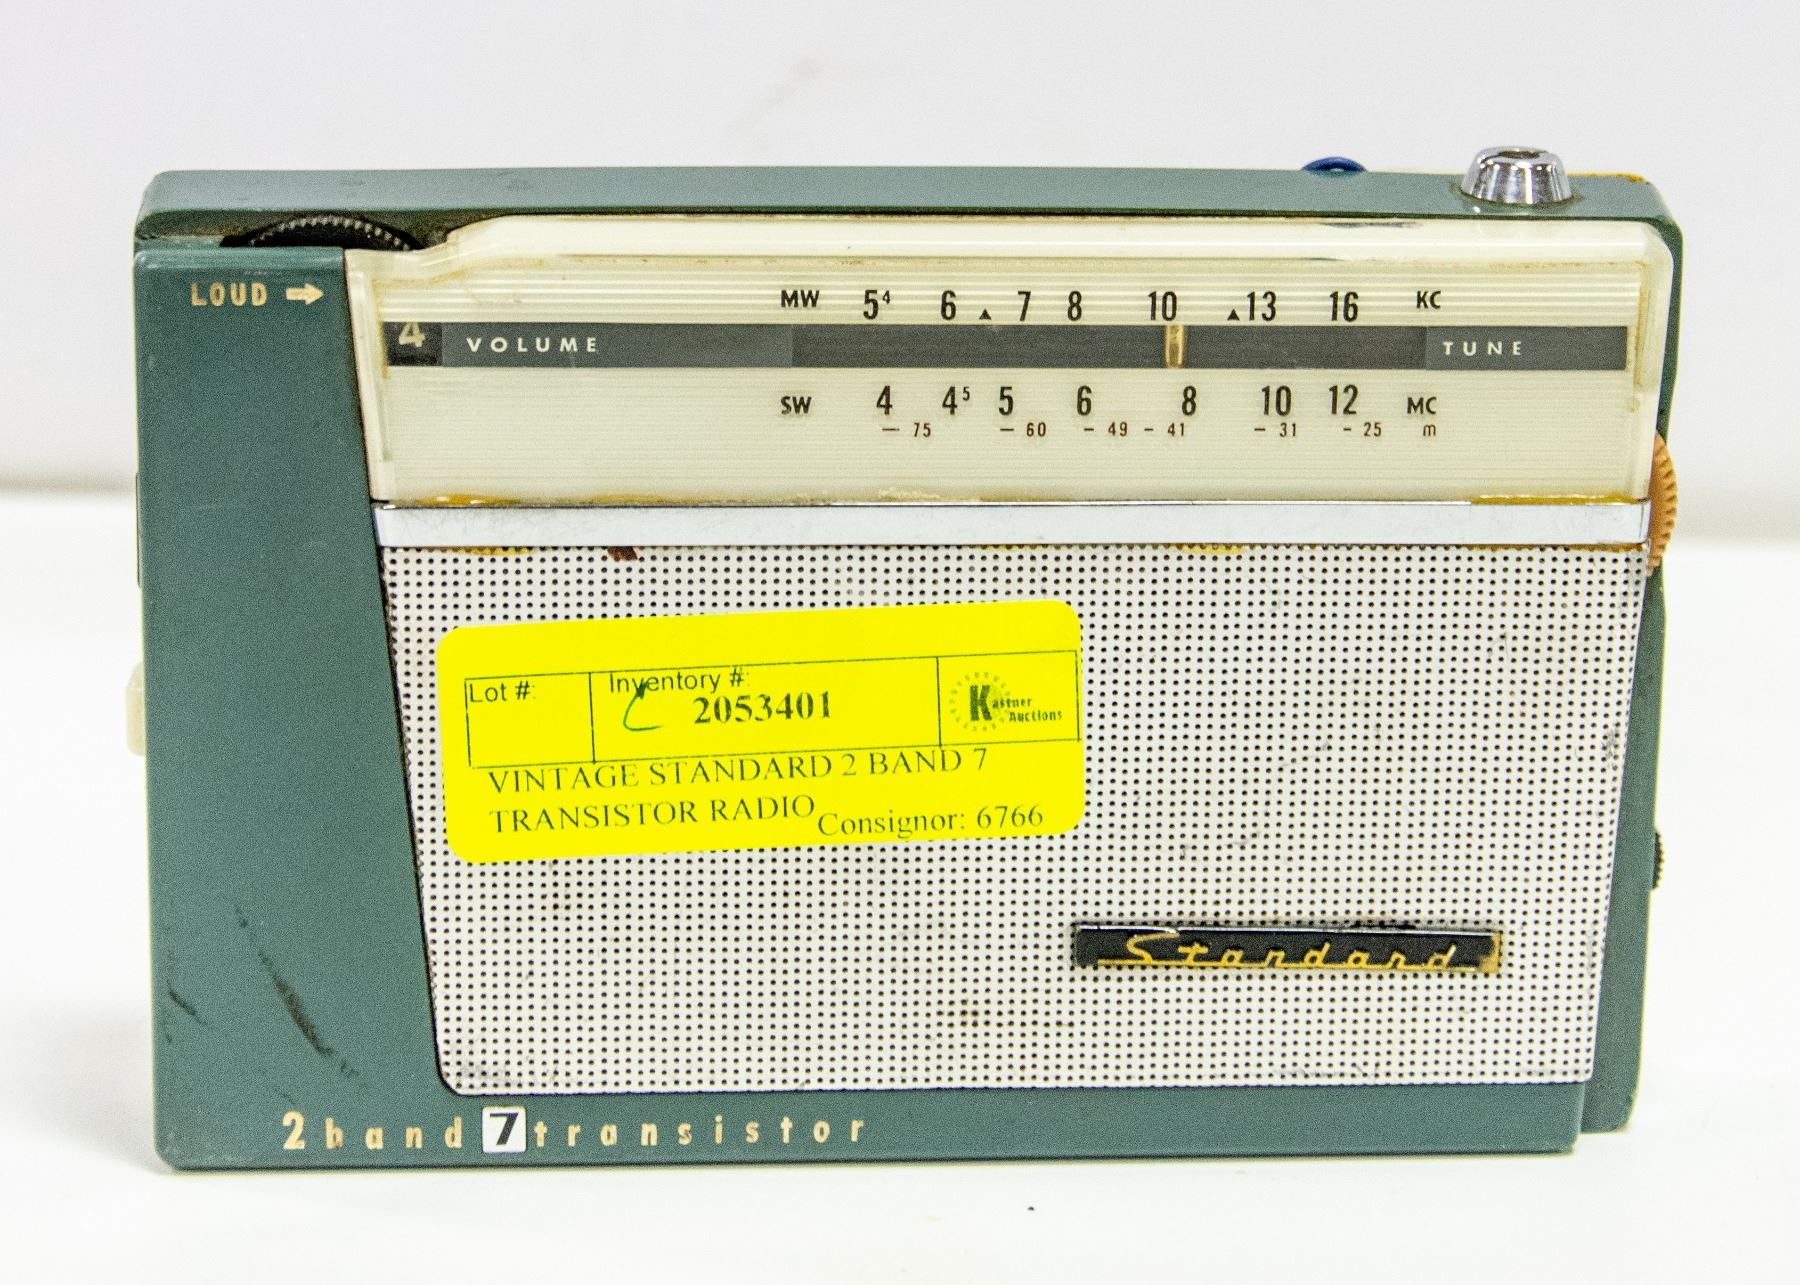 LOUD →
MW 5⁴ 6 ▲ 7 8 10 ▲ 13 16 KC
4 VOLUME TUNE
SW 4 4⁵ 5 6 8 10 12 MC
– 75 – 60 – 49 – 41 – 31 – 25 m
Lot #: Inventory #:
2053401
Kastner
Auctions
VINTAGE STANDARD 2 BAND 7
TRANSISTOR RADIO
Consignor: 6766
Standard
2 band 7 transistor